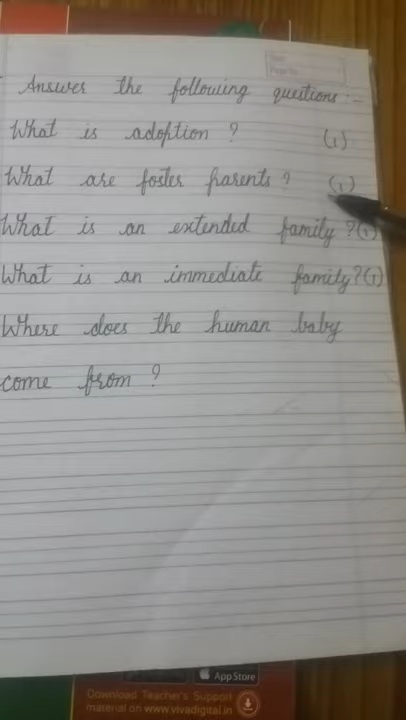 Answer the following questions :-
What is adoption ? (1)
What are foster parents ? (1)
What is an extended family ? (1)
What is an immediate family ? (1)
Where does the human baby
come from ?
App Store
Download Teacher's Support
material on www.vivadigital.in